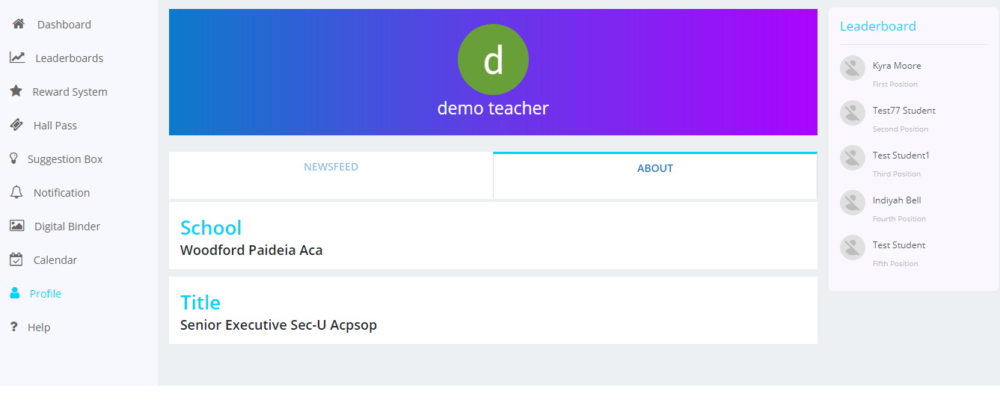 Dashboard
Leaderboards
Reward System
Hall Pass
Suggestion Box
Notification
Digital Binder
Calendar
Profile
? Help
d
demo teacher
NEWSFEED
ABOUT
School
Woodford Paideia Aca
Title
Senior Executive Sec-U Acpsop
Leaderboard
Kyra Moore
First Position
Test77 Student
Second Position
Test Student1
Third Position
Indiyah Bell
Fourth Position
Test Student
Fifth Position